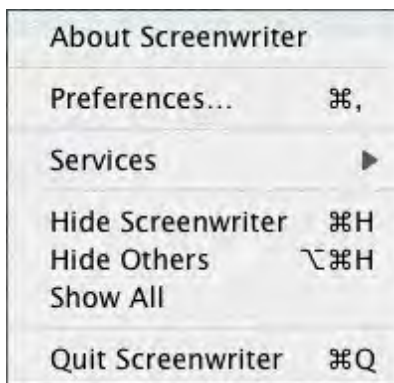 About Screenwriter
Preferences... ⌘,
Services ▶
Hide Screenwriter ⌘H
Hide Others ⌥⌘H
Show All
Quit Screenwriter ⌘Q